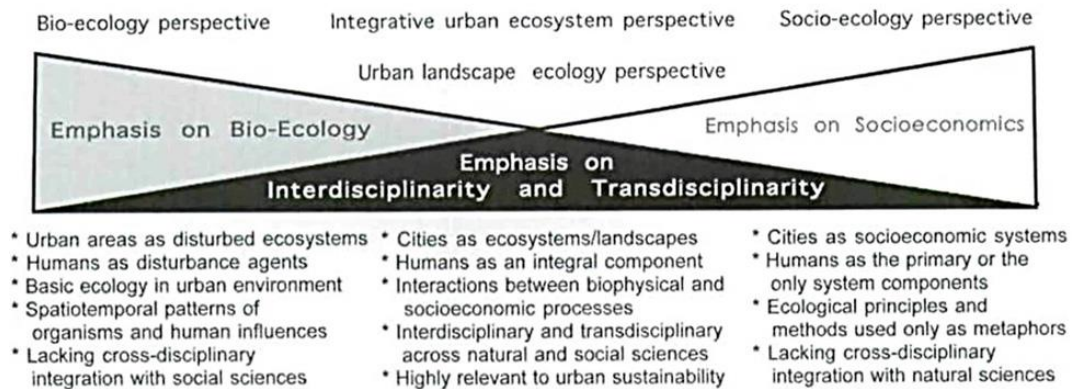 Bio-ecology perspective
Integrative urban ecosystem perspective
Socio-ecology perspective
Urban landscape ecology perspective
Emphasis on Bio-Ecology
Emphasis on Socioeconomics
Emphasis on
Interdisciplinarity and Transdisciplinarity
* Urban areas as disturbed ecosystems
* Humans as disturbance agents
* Basic ecology in urban environment
* Spatiotemporal patterns of
organisms and human influences
* Lacking cross-disciplinary
integration with social sciences
* Cities as ecosystems/landscapes
* Humans as an integral component
* Interactions between biophysical and
socioeconomic processes
* Interdisciplinary and transdisciplinary
across natural and social sciences
* Highly relevant to urban sustainability
* Cities as socioeconomic systems
* Humans as the primary or the
only system components
* Ecological principles and
methods used only as metaphors
* Lacking cross-disciplinary
integration with natural sciences